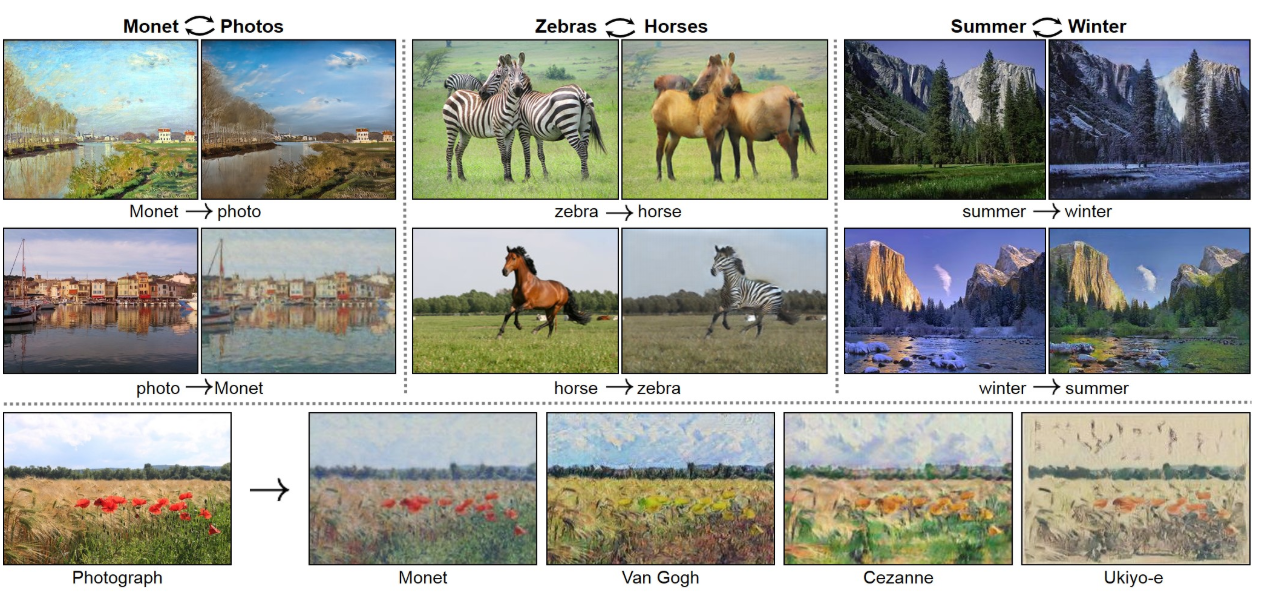 Monet Photos
Zebras Horses
Summer Winter
Monet → photo
zebra → horse
summer → winter
photo → Monet
horse → zebra
winter → summer
Photograph
Monet
Van Gogh
Cezanne
Ukiyo-e